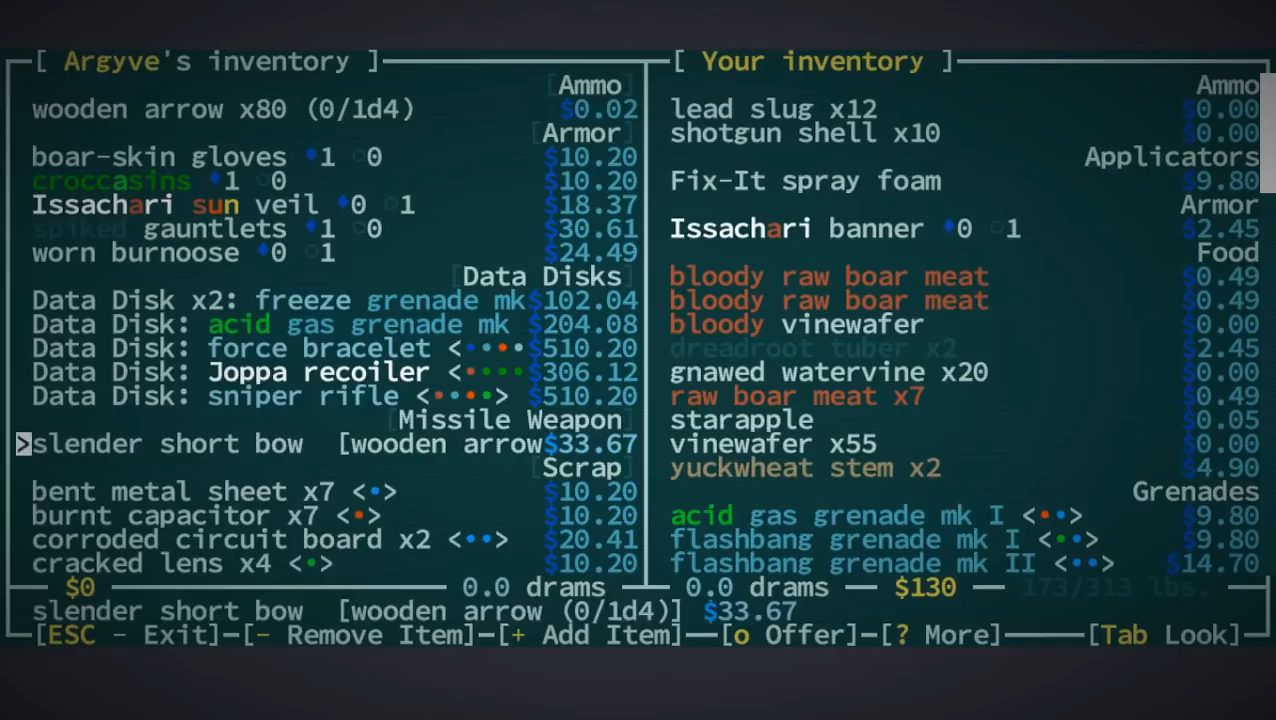 [ Argyve's inventory ]
[Ammo]
wooden arrow x80 (0/1d4) $0.02
[Armor]
boar-skin gloves ♦1 ○0 $10.20
croccasins ♦1 ○0 $10.20
Issachari sun veil ♦0 ○1 $18.37
spiked gauntlets ♦1 ○0 $30.61
worn burnoose ♦0 ○1 $24.49
[Data Disks]
Data Disk x2: freeze grenade mk $102.04
Data Disk: acid gas grenade mk $204.08
Data Disk: force bracelet <•••• $510.20
Data Disk: Joppa recoiler <•••• $306.12
Data Disk: sniper rifle <••••> $510.20
[Missile Weapon]
>slender short bow [wooden arrow $33.67
[Scrap]
bent metal sheet x7 <•> $10.20
burnt capacitor x7 <•> $10.20
corroded circuit board x2 <••> $20.41
cracked lens x4 <•> $10.20
$0 0.0 drams
[ Your inventory ]
Ammo
lead slug x12 $0.00
shotgun shell x10 $0.00
Applicators
Fix-It spray foam $9.80
Armor
Issachari banner ♦0 ○1 $2.45
Food
bloody raw boar meat $0.49
bloody raw boar meat $0.49
bloody vinewafer $0.00
dreadroot tuber x2 $2.45
gnawed watervine x20 $0.00
raw boar meat x7 $0.49
starapple $0.05
vinewafer x55 $0.00
yuckwheat stem x2 $4.90
Grenades
acid gas grenade mk I <••> $9.80
flashbang grenade mk I <••> $9.80
flashbang grenade mk II <••> $14.70
0.0 drams $130 173/313 lbs.
slender short bow [wooden arrow (0/1d4)] $33.67
[ESC - Exit] [- Remove Item] [+ Add Item] [o Offer] [? More] [Tab Look]